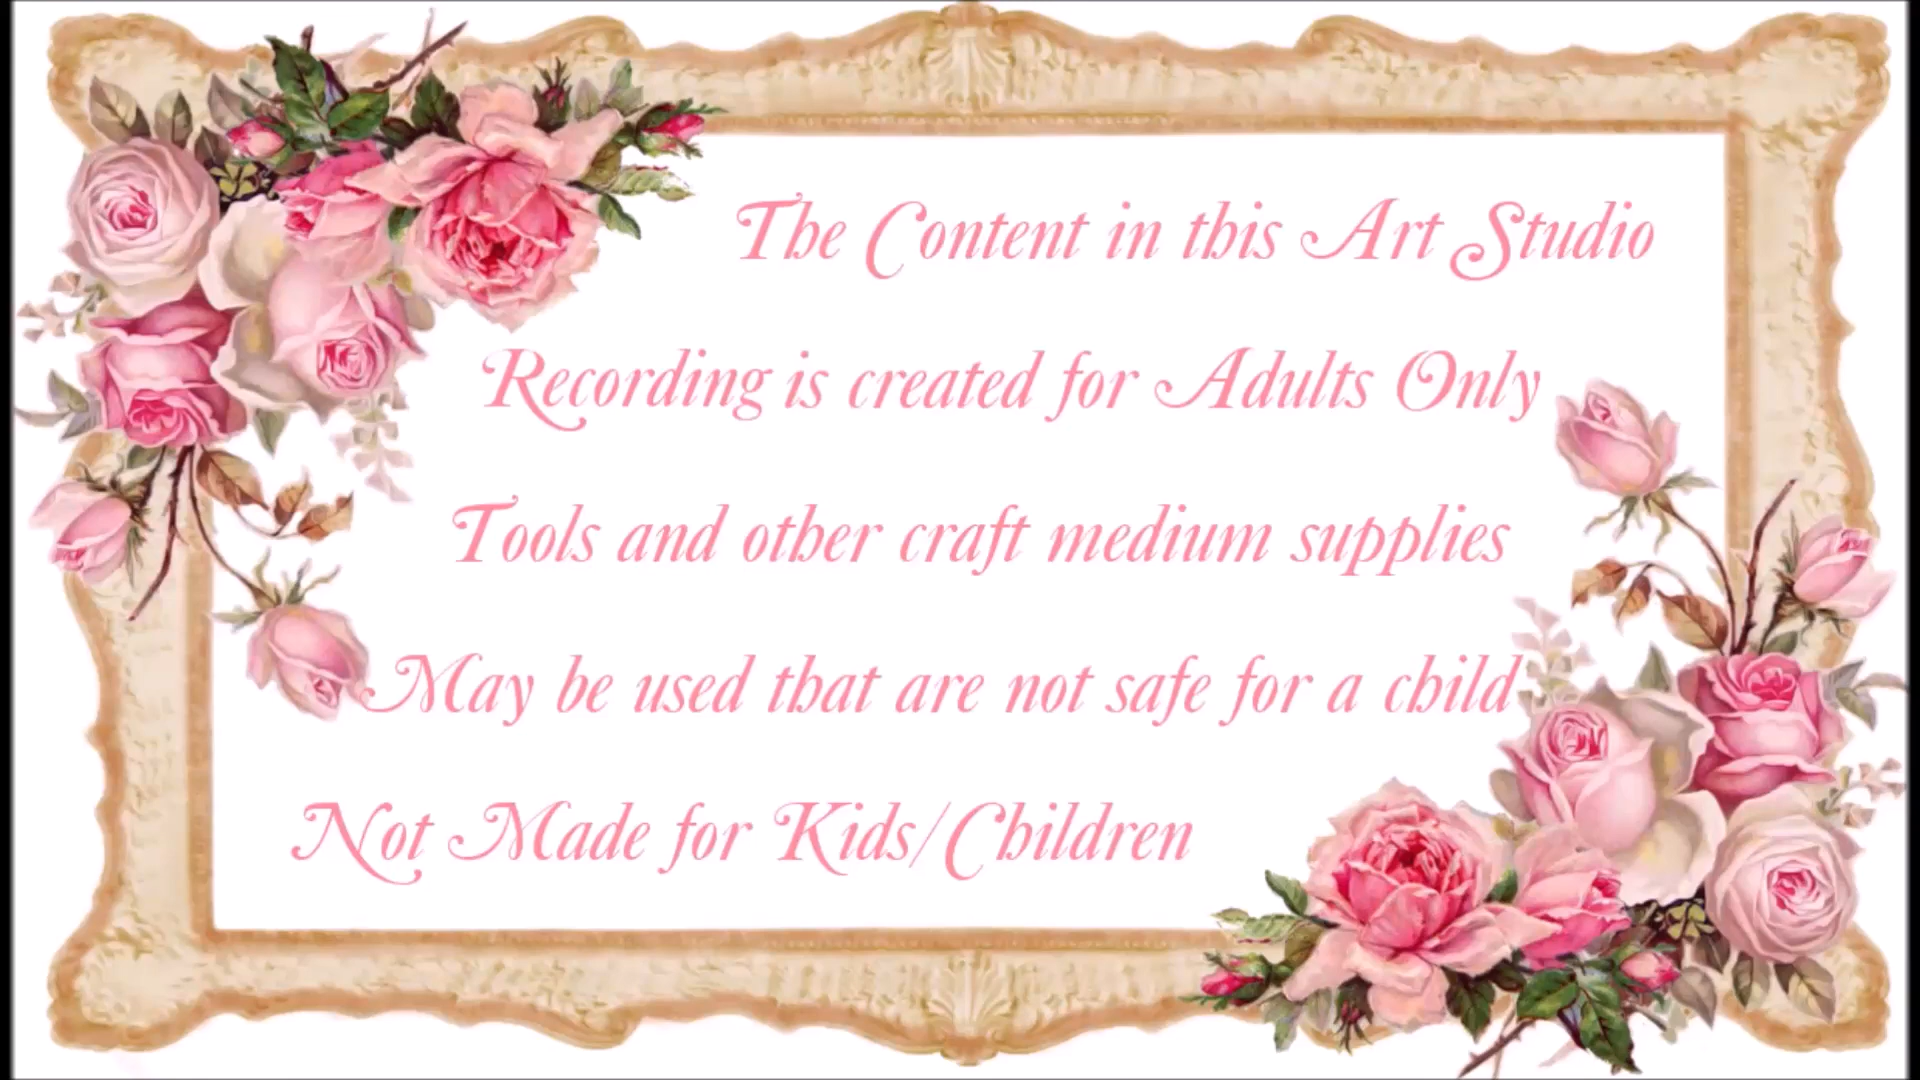 The Content in this Art Studio
Recording is created for Adults Only
Tools and other craft medium supplies
May be used that are not safe for a child
Not Made for Kids/Children